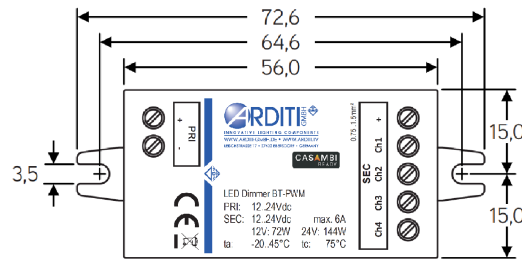 72,6
64,6
56,0
+
PRI
-
ARDITI GMBH
INNOVATIVE LIGHTING COMPONENTS
CASAMBI
READY
LED Dimmer BT-PWM
PRI: 12..24Vdc
SEC: 12..24Vdc max. 6A
12V: 72W 24V: 144W
ta: -20..45°C tc: 75°C
CE
0.75..1.5mm²
SEC
+
Ch1
Ch2
Ch3
Ch4
3,5
15,0
15,0